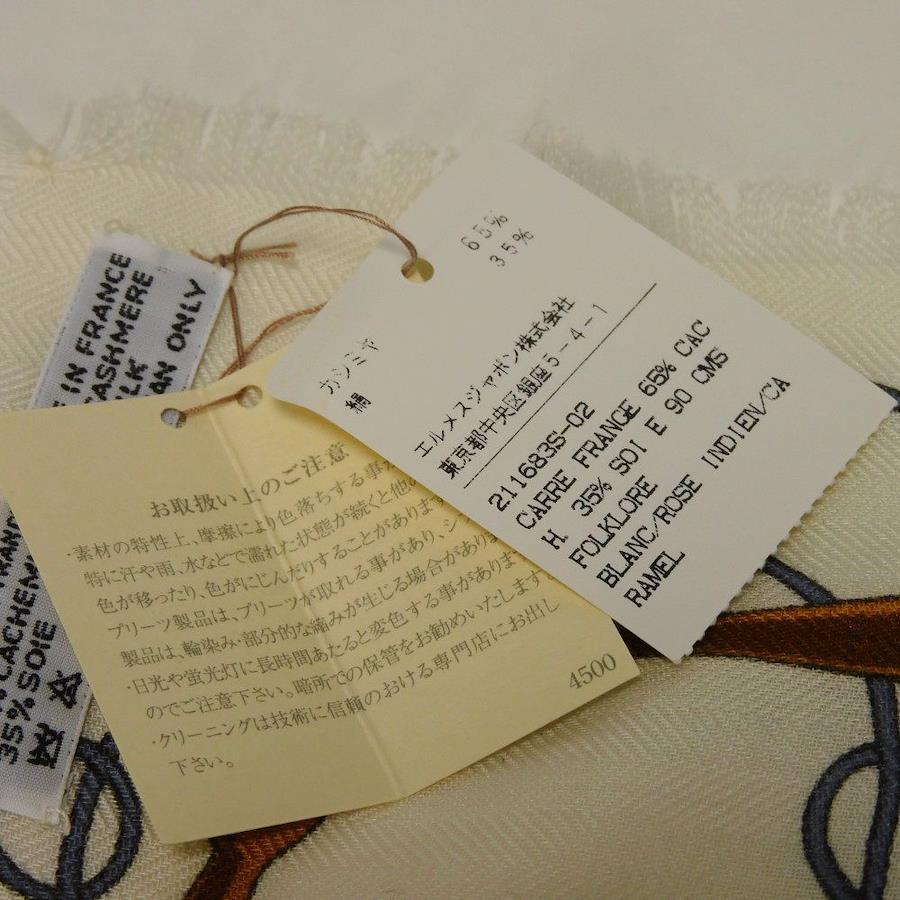 IN FRANCE
CASHMERE
ONLY
35% SOIE
カシミヤ 65%
絹 35%
エルメスジャポン株式会社
東京都中央区銀座5-4-1
211683S-02
CARRE FRANCE 65% CAC
H. 35% SOI E 90 CMS
FOLKLORE
BLANC/ROSE INDIEN/CA
RAMEL
お取扱い上のご注意
・素材の特性上、摩擦により色落ちする事が
特に汗や雨、水などで濡れた状態が続くと他の
色が移ったり、色がにじんだりすることがありま
プリーツ製品は、プリーツが取れる事があり、シ
製品は、輪染み・部分的な縮みが生じる場合があり
・日光や蛍光灯に長時間あたると変色する事があります
のでご注意下さい。暗所での保管をお勧めいたします
・クリーニングは技術に信頼のおける専門店にお出し
下さい。
4500